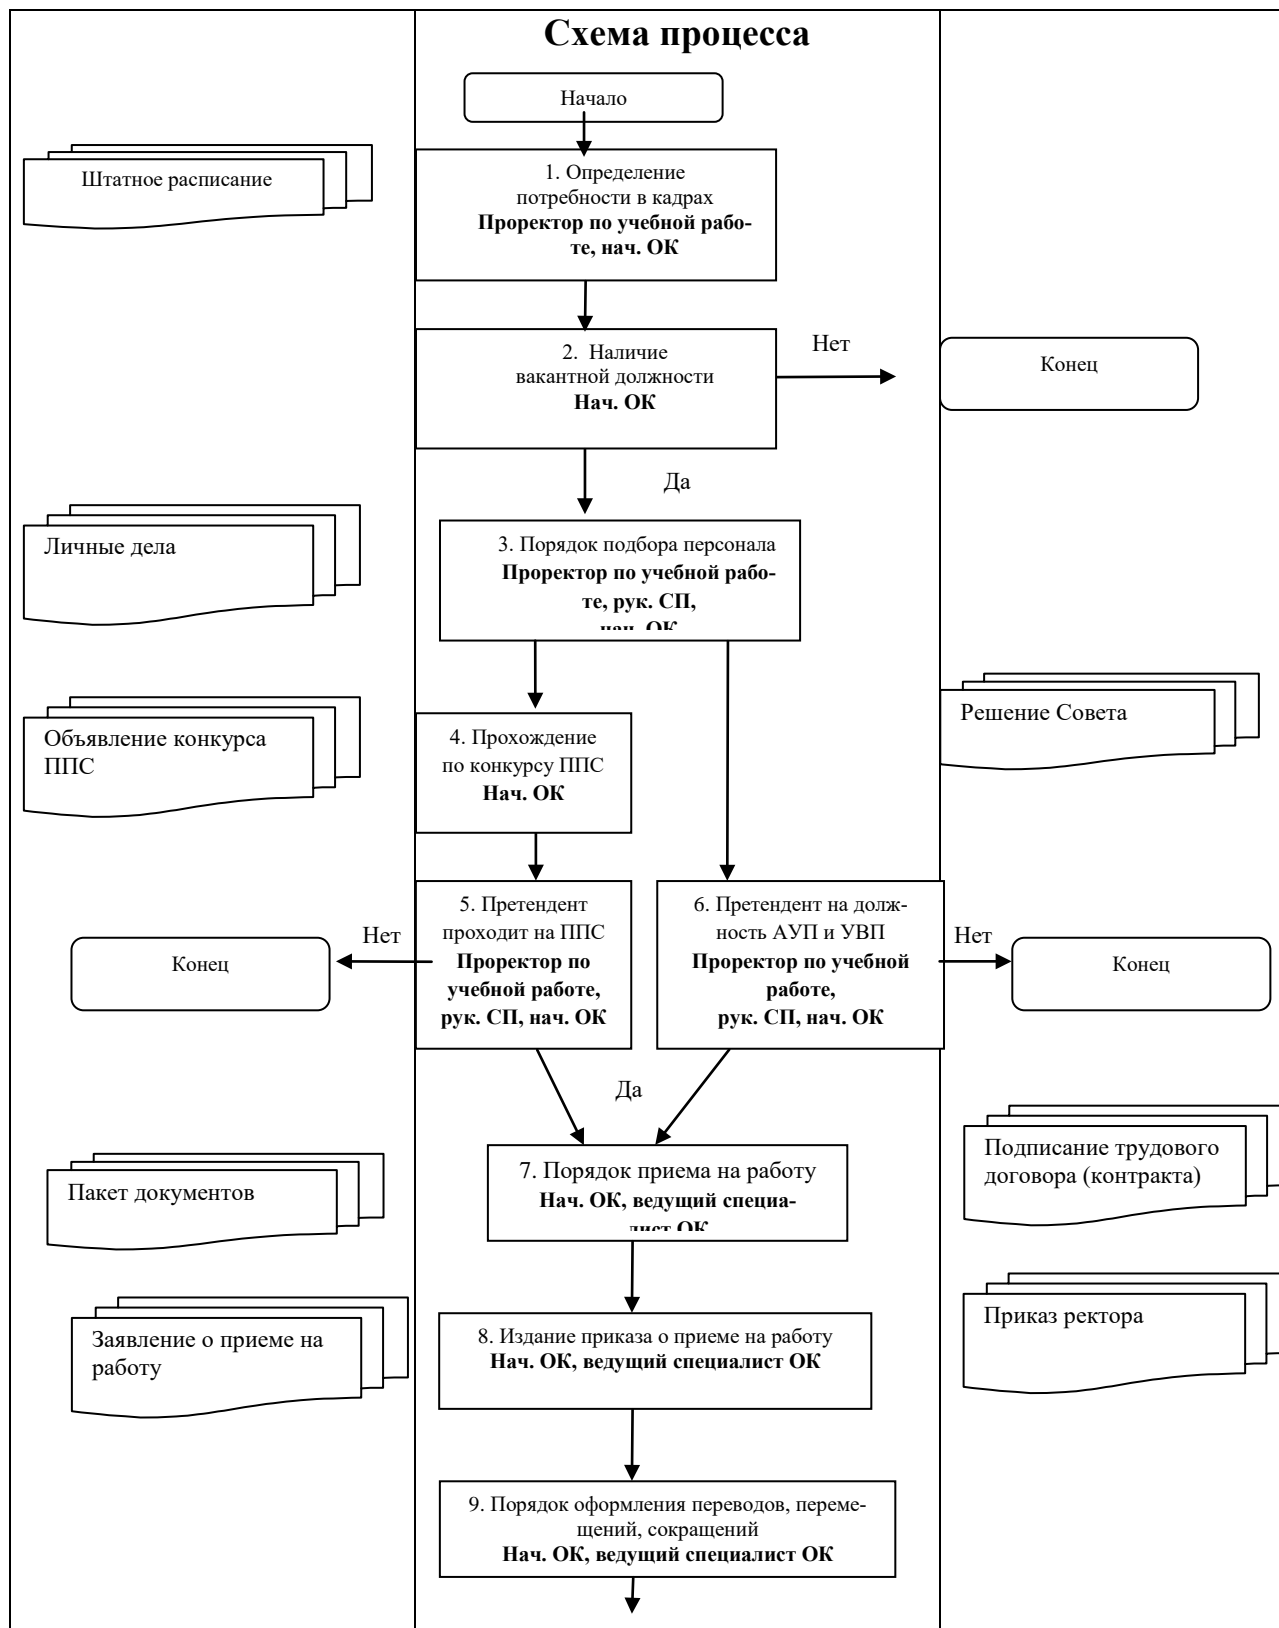 Схема процесса
Начало
Штатное расписание
1. Определение
потребности в кадрах
Проректор по учебной рабо-
те, нач. ОК
2. Наличие
вакантной должности
Нач. ОК
Нет
Конец
Да
Личные дела
3. Порядок подбора персонала
Проректор по учебной рабо-
те, рук. СП,
нач. ОК
Объявление конкурса
ППС
4. Прохождение
по конкурсу ППС
Нач. ОК
Решение Совета
Конец
Нет
5. Претендент
проходит на ППС
Проректор по
учебной работе,
рук. СП, нач. ОК
6. Претендент на долж-
ность АУП и УВП
Проректор по учебной
работе,
рук. СП, нач. ОК
Нет
Конец
Да
Пакет документов
7. Порядок приема на работу
Нач. ОК, ведущий специа-
лист ОК
Подписание трудового
договора (контракта)
Заявление о приеме на
работу
8. Издание приказа о приеме на работу
Нач. ОК, ведущий специалист ОК
Приказ ректора
9. Порядок оформления переводов, переме-
щений, сокращений
Нач. ОК, ведущий специалист ОК